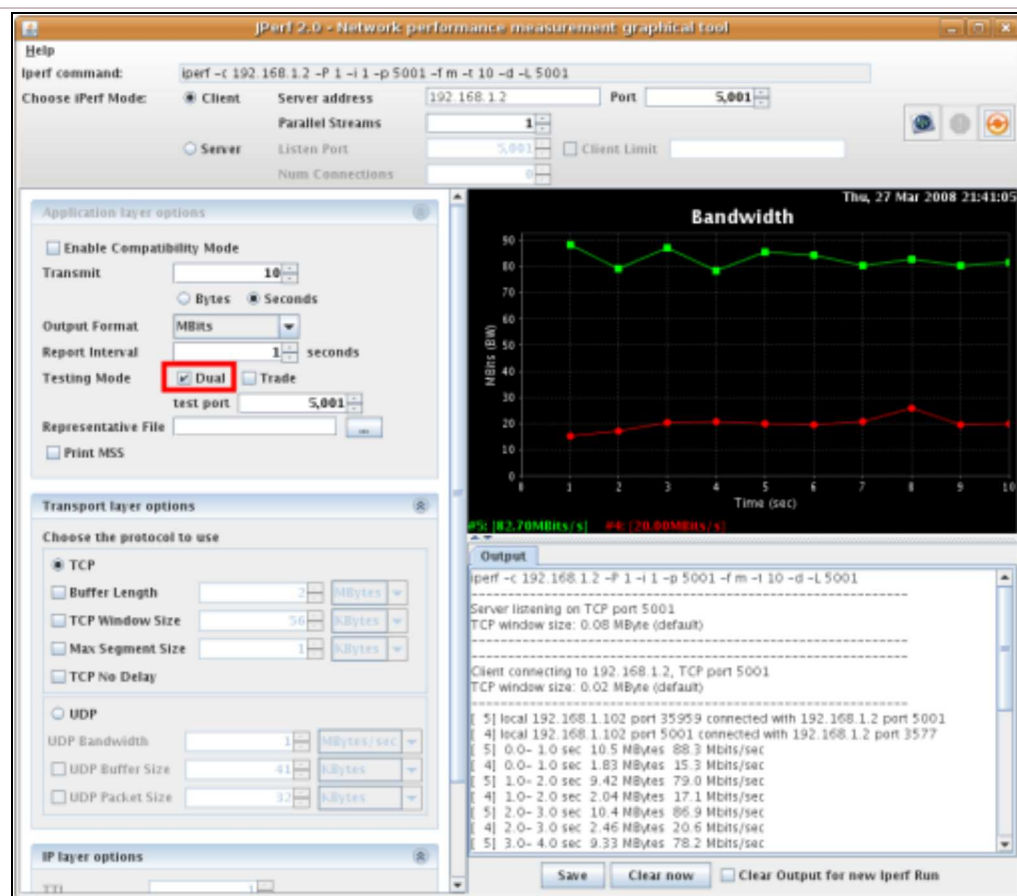 JPerf 2.0 - Network performance measurement graphical tool
Help
Iperf command: iperf -c 192.168.1.2 -P 1 -i 1 -p 5001 -f m -t 10 -d -L 5001
Choose iPerf Mode: Client Server address 192.168.1.2 Port 5,001
Parallel Streams 1
Server Listen Port 5,001 Client Limit
Num Connections 0
Application layer options
Enable Compatibility Mode
Transmit 10
Bytes Seconds
Output Format MBits
Report Interval 1 seconds
Testing Mode Dual Trade
test port 5,001
Representative File ...
Print MSS
Transport layer options
Choose the protocol to use
TCP
Buffer Length 2 MBytes
TCP Window Size 56 KBytes
Max Segment Size 1 KBytes
TCP No Delay
UDP
UDP Bandwidth 1 MBytes/sec
UDP Buffer Size 41 KBytes
UDP Packet Size 32 KBytes
IP layer options
TTL 1
Thu, 27 Mar 2008 21:41:05
Bandwidth
MBits (BW)
90
80
70
60
50
40
30
20
10
0
0 1 2 3 4 5 6 7 8 9 10
Time (sec)
#5: [82.70MBits/s] #4: [20.00MBits/s]
Output
iperf -c 192.168.1.2 -P 1 -i 1 -p 5001 -f m -t 10 -d -L 5001
------------------------------------------------------------
Server listening on TCP port 5001
TCP window size: 0.08 MByte (default)
------------------------------------------------------------
------------------------------------------------------------
Client connecting to 192.168.1.2, TCP port 5001
TCP window size: 0.02 MByte (default)
------------------------------------------------------------
[ 5] local 192.168.1.102 port 35959 connected with 192.168.1.2 port 5001
[ 4] local 192.168.1.102 port 5001 connected with 192.168.1.2 port 3577
[ 5] 0.0- 1.0 sec 10.5 MBytes 88.3 Mbits/sec
[ 4] 0.0- 1.0 sec 1.83 MBytes 15.3 Mbits/sec
[ 5] 1.0- 2.0 sec 9.42 MBytes 79.0 Mbits/sec
[ 4] 1.0- 2.0 sec 2.04 MBytes 17.1 Mbits/sec
[ 5] 2.0- 3.0 sec 10.4 MBytes 86.9 Mbits/sec
[ 4] 2.0- 3.0 sec 2.46 MBytes 20.6 Mbits/sec
[ 5] 3.0- 4.0 sec 9.33 MBytes 78.2 Mbits/sec
Save Clear now Clear Output for new Iperf Run